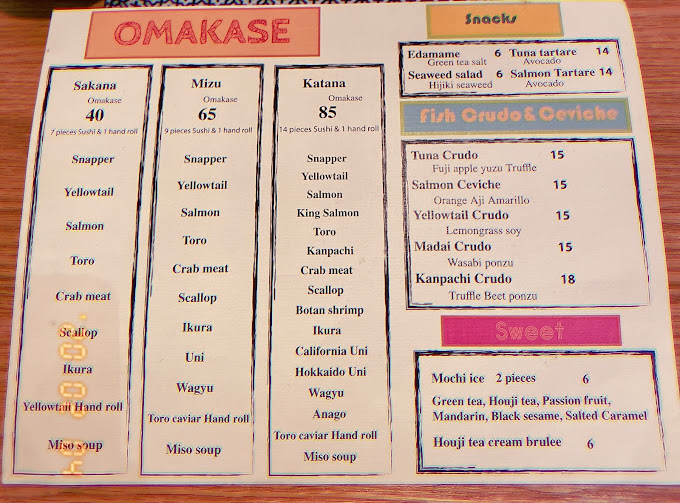 OMAKASE
Sakana
Omakase
40
7 pieces Sushi & 1 hand roll
Snapper
Yellowtail
Salmon
Toro
Crab meat
Scallop
Ikura
Yellowtail Hand roll
Miso soup
Mizu
Omakase
65
9 pieces Sushi & 1 hand roll
Snapper
Yellowtail
Salmon
Toro
Crab meat
Scallop
Ikura
Uni
Wagyu
Toro caviar Hand roll
Miso soup
Katana
Omakase
85
14 pieces Sushi & 1 hand roll
Snapper
Yellowtail
Salmon
King Salmon
Toro
Kanpachi
Crab meat
Scallop
Botan shrimp
Ikura
California Uni
Hokkaido Uni
Wagyu
Anago
Toro caviar Hand roll
Miso soup
Snacks
Edamame 6 Tuna tartare 14
Green tea salt Avocado
Seaweed salad 6 Salmon Tartare 14
Hijiki seaweed Avocado
Fish Crudo & Ceviche
Tuna Crudo 15
Fuji apple yuzu Truffle
Salmon Ceviche 15
Orange Aji Amarillo
Yellowtail Crudo 15
Lemongrass soy
Madai Crudo 15
Wasabi ponzu
Kanpachi Crudo 18
Truffle Beet ponzu
Sweet
Mochi ice 2 pieces 6
Green tea, Houji tea, Passion fruit,
Mandarin, Black sesame, Salted Caramel
Houji tea cream brulee 6